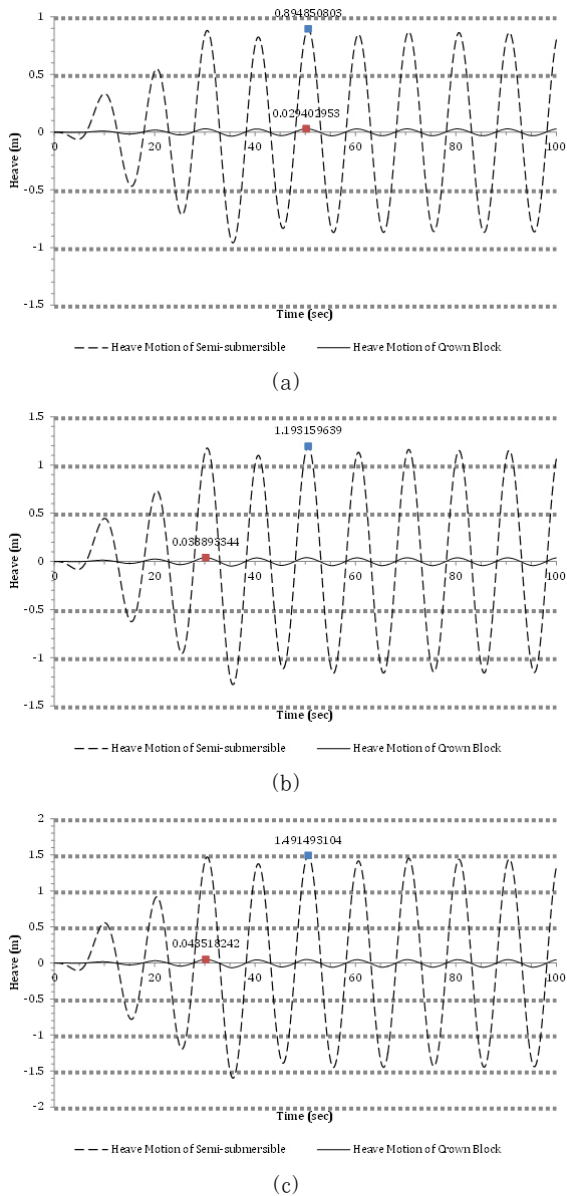 1
0.894850803
0.5
0.029402953
0
0 20 40 60 80 100
-0.5
-1
-1.5
Heave (m)
Time (sec)
Heave Motion of Semi-submersible Heave Motion of Crown Block
(a)
1.5
1.193159639
1
0.5
0.038893344
0
0 20 40 60 80 100
-0.5
-1
-1.5
Heave (m)
Time (sec)
Heave Motion of Semi-submersible Heave Motion of Crown Block
(b)
2
1.491493104
1.5
1
0.5
0.043518242
0
0 20 40 60 80 100
-0.5
-1
-1.5
-2
Heave (m)
Time (sec)
Heave Motion of Semi-submersible Heave Motion of Crown Block
(c)